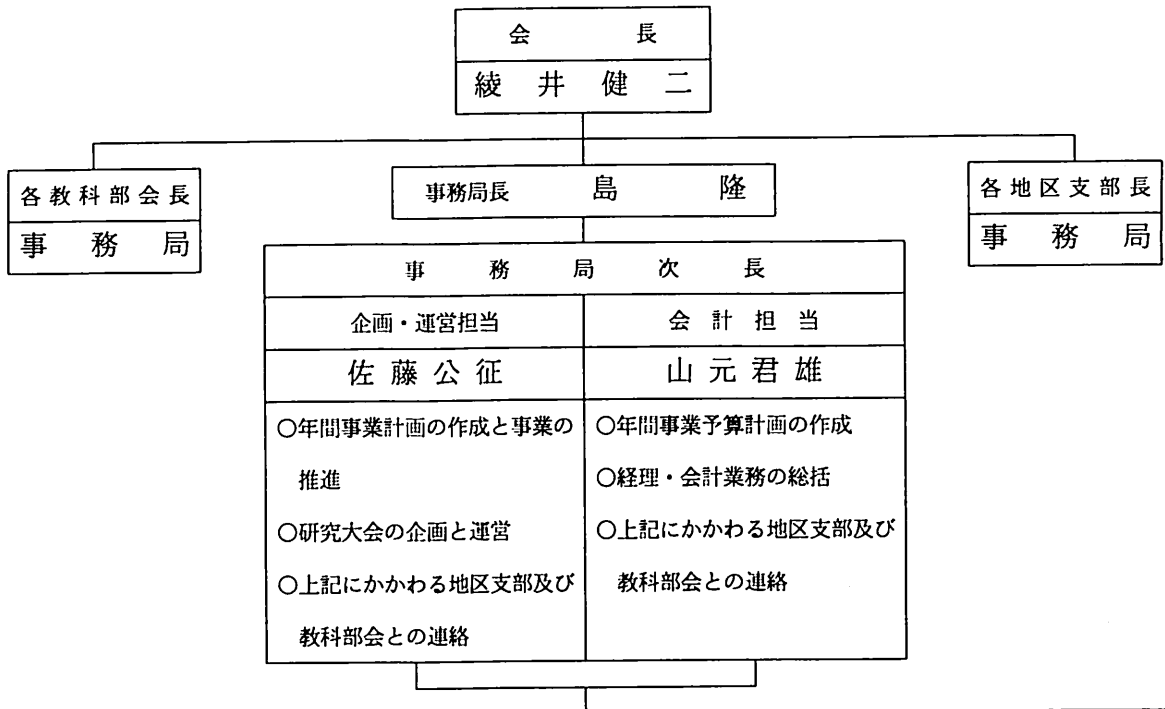 会長
綾井健二
各教科部会長
事務局
事務局長 島隆
各地区支部長
事務局
事務局次長
企画・運営担当
佐藤公征
○年間事業計画の作成と事業の
推進
○研究大会の企画と運営
○上記にかかわる地区支部及び
教科部会との連絡
会計担当
山元君雄
○年間事業予算計画の作成
○経理・会計業務の総括
○上記にかかわる地区支部及び
教科部会との連絡